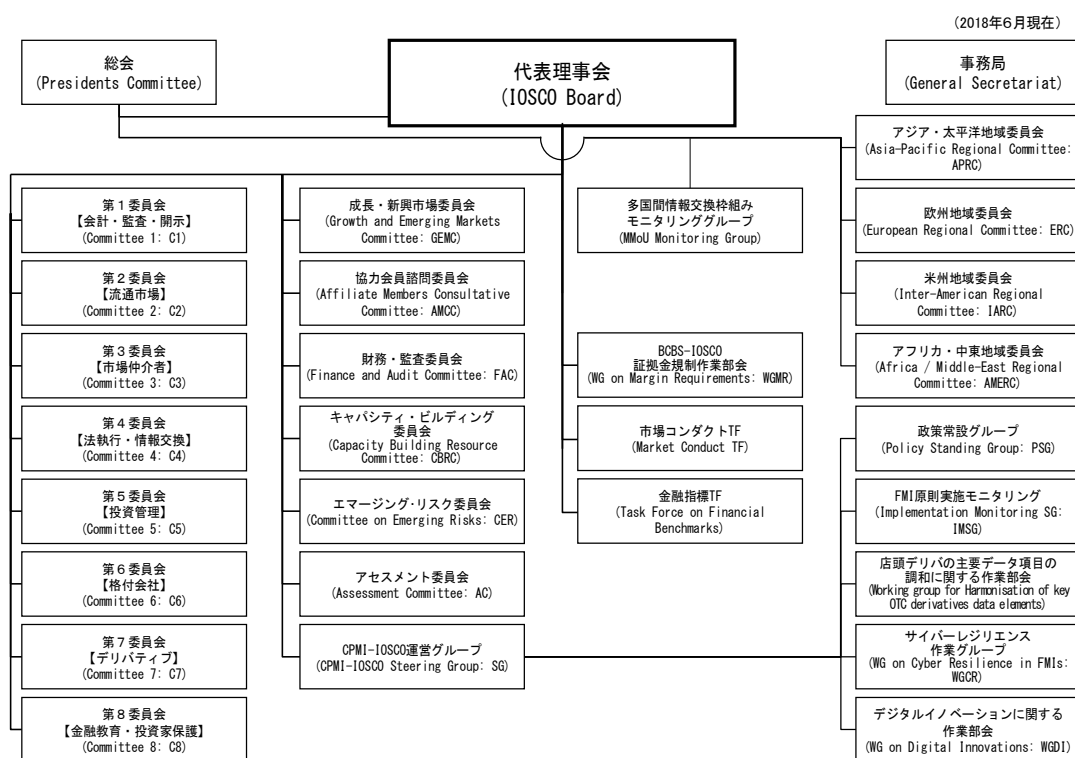 （2018年6月現在）
総会
(Presidents Committee)
代表理事会
(IOSCO Board)
事務局
(General Secretariat)
アジア・太平洋地域委員会
(Asia-Pacific Regional Committee:
APRC)
欧州地域委員会
(European Regional Committee: ERC)
米州地域委員会
(Inter-American Regional
Committee: IARC)
アフリカ・中東地域委員会
(Africa / Middle-East Regional
Committee: AMERC)
第１委員会
【会計・監査・開示】
(Committee 1: C1)
第２委員会
【流通市場】
(Committee 2: C2)
第３委員会
【市場仲介者】
(Committee 3: C3)
第４委員会
【法執行・情報交換】
(Committee 4: C4)
第５委員会
【投資管理】
(Committee 5: C5)
第６委員会
【格付会社】
(Committee 6: C6)
第７委員会
【デリバティブ】
(Committee 7: C7)
第８委員会
【金融教育・投資家保護】
(Committee 8: C8)
成長・新興市場委員会
(Growth and Emerging Markets
Committee: GEMC)
協力会員諮問委員会
(Affiliate Members Consultative
Committee: AMCC)
財務・監査委員会
(Finance and Audit Committee: FAC)
キャパシティ・ビルディング
委員会
(Capacity Building Resource
Committee: CBRC)
エマージング・リスク委員会
(Committee on Emerging Risks: CER)
アセスメント委員会
(Assessment Committee: AC)
CPMI-IOSCO運営グループ
(CPMI-IOSCO Steering Group: SG)
多国間情報交換枠組み
モニタリンググループ
(MMoU Monitoring Group)
BCBS-IOSCO
証拠金規制作業部会
(WG on Margin Requirements: WGMR)
市場コンダクトTF
(Market Conduct TF)
金融指標TF
(Task Force on Financial
Benchmarks)
政策常設グループ
(Policy Standing Group: PSG)
FMI原則実施モニタリング
(Implementation Monitoring SG:
IMSG)
店頭デリバの主要データ項目の
調和に関する作業部会
(Working group for Harmonisation of key
OTC derivatives data elements)
サイバーレジリエンス
作業グループ
(WG on Cyber Resilience in FMIs:
WGCR)
デジタルイノベーションに関する
作業部会
(WG on Digital Innovations: WGDI)